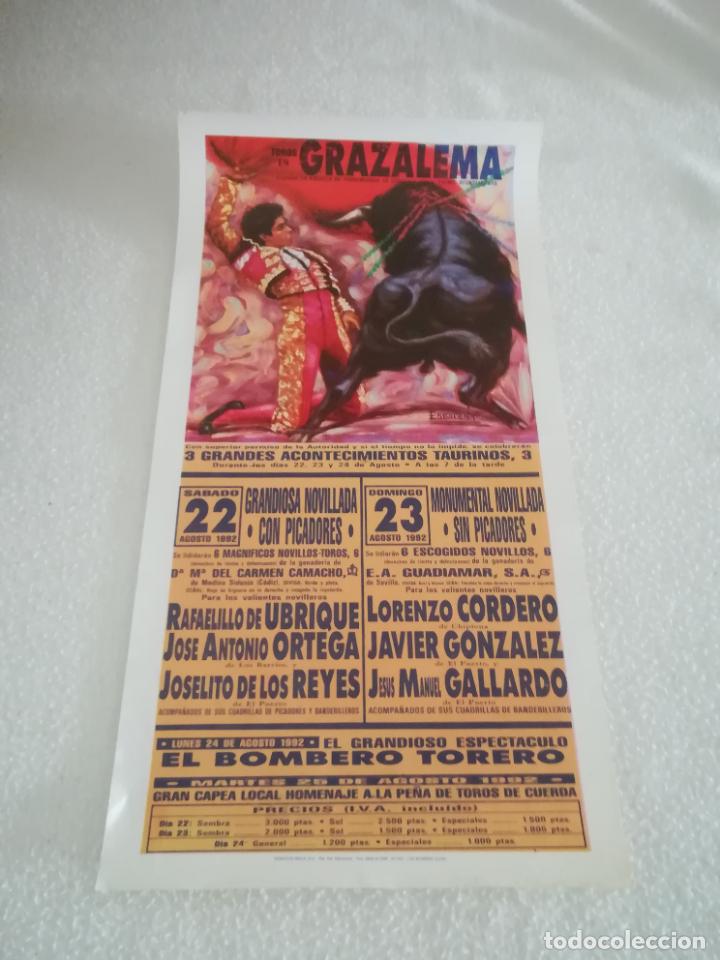 TOROS
EN
GRAZALEMA
Con superior permiso de la Autoridad y si el tiempo no lo impide, se celebrarán
3 GRANDES ACONTECIMIENTOS TAURINOS, 3
Durante los días 22, 23 y 24 de Agosto • A las 7 de la tarde
SABADO
22
AGOSTO 1992
GRANDIOSA NOVILLADA
• CON PICADORES •
Se lidiarán 6 MAGNIFICOS NOVILLOS-TOROS, 6
de la ganadería de
Dª Mª DEL CARMEN CAMACHO,
de Medina Sidonia (Cádiz)
Para los valientes novilleros
RAFAELILLO DE UBRIQUE
JOSE ANTONIO ORTEGA
de Los Barrios, y
JOSELITO DE LOS REYES
de El Puerto
ACOMPAÑADOS DE SUS CUADRILLAS DE PICADORES Y BANDERILLEROS
DOMINGO
23
AGOSTO 1992
MONUMENTAL NOVILLADA
• SIN PICADORES •
Se lidiarán 6 ESCOGIDOS NOVILLOS, 6
de la ganadería de
E.A. GUADIAMAR, S.A.,
de Sevilla
Para los valientes novilleros
LORENZO CORDERO
de Chipiona
JAVIER GONZALEZ
de El Puerto, y
JESUS MANUEL GALLARDO
de El Puerto
ACOMPAÑADOS DE SUS CUADRILLAS DE BANDERILLEROS
• LUNES 24 DE AGOSTO 1992 • EL GRANDIOSO ESPECTACULO
EL BOMBERO TORERO
MARTES 25 DE AGOSTO 1992
GRAN CAPEA LOCAL HOMENAJE A LA PEÑA DE TOROS DE CUERDA
PRECIOS (I.V.A. incluido)
Día 22: Sombra 3.000 ptas. • Sol 2.500 ptas. • Especiales 1.500 ptas.
Día 23: Sombra 2.000 ptas. • Sol 1.500 ptas. • Especiales 1.000 ptas.
Día 24: General 1.200 ptas. • Especiales 1.000 ptas.
todocoleccion
todocoleccion.net